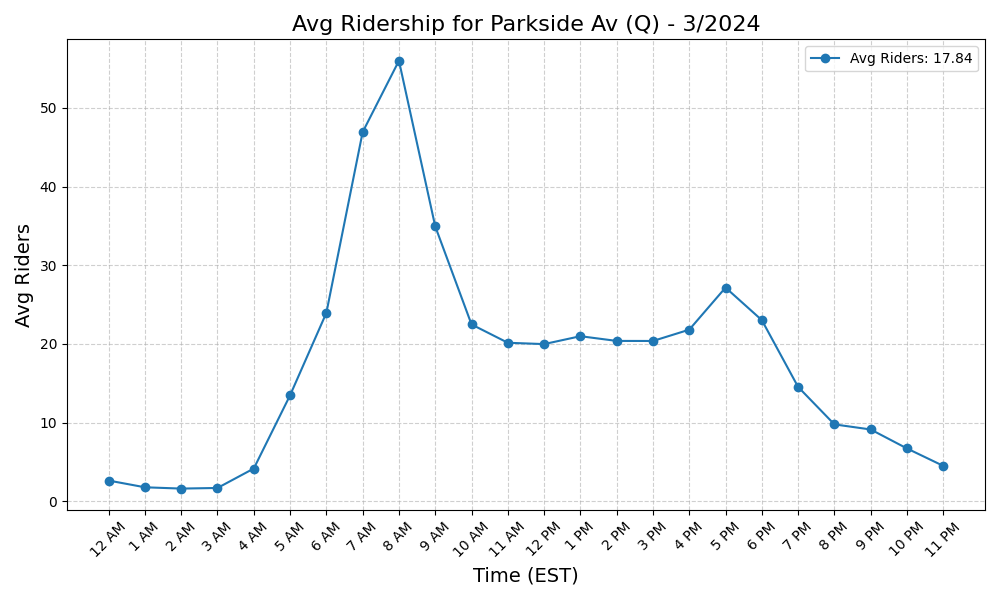 Avg Ridership for Parkside Av (Q) - 3/2024
Avg Riders: 17.84
Avg Riders
50
40
30
20
10
0
12 AM
1 AM
2 AM
3 AM
4 AM
5 AM
6 AM
7 AM
8 AM
9 AM
10 AM
11 AM
12 PM
1 PM
2 PM
3 PM
4 PM
5 PM
6 PM
7 PM
8 PM
9 PM
10 PM
11 PM
Time (EST)